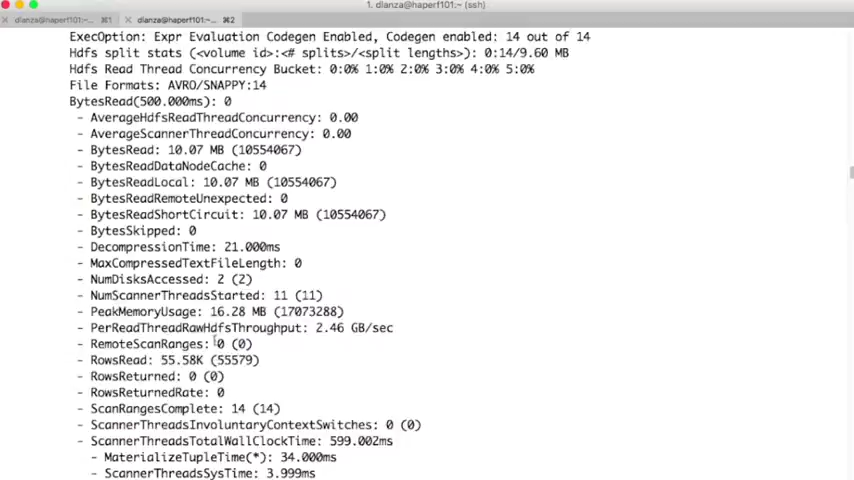 1. dlanza@haperf101:~ (ssh)
dlanza@haperf101:~... ⌘1
dlanza@haperf101:~... ⌘2
ExecOption: Expr Evaluation Codegen Enabled, Codegen enabled: 14 out of 14
Hdfs split stats (<volume id>:<# splits>/<split lengths>): 0:14/9.60 MB
Hdfs Read Thread Concurrency Bucket: 0:0% 1:0% 2:0% 3:0% 4:0% 5:0%
File Formats: AVRO/SNAPPY:14
BytesRead(500.000ms): 0
- AverageHdfsReadThreadConcurrency: 0.00
- AverageScannerThreadConcurrency: 0.00
- BytesRead: 10.07 MB (10554067)
- BytesReadDataNodeCache: 0
- BytesReadLocal: 10.07 MB (10554067)
- BytesReadRemoteUnexpected: 0
- BytesReadShortCircuit: 10.07 MB (10554067)
- BytesSkipped: 0
- DecompressionTime: 21.000ms
- MaxCompressedTextFileLength: 0
- NumDisksAccessed: 2 (2)
- NumScannerThreadsStarted: 11 (11)
- PeakMemoryUsage: 16.28 MB (17073288)
- PerReadThreadRawHdfsThroughput: 2.46 GB/sec
- RemoteScanRanges: 0 (0)
- RowsRead: 55.58K (55579)
- RowsReturned: 0 (0)
- RowsReturnedRate: 0
- ScanRangesComplete: 14 (14)
- ScannerThreadsInvoluntaryContextSwitches: 0 (0)
- ScannerThreadsTotalWallClockTime: 599.002ms
- MaterializeTupleTime(*): 34.000ms
- ScannerThreadsSysTime: 3.999ms